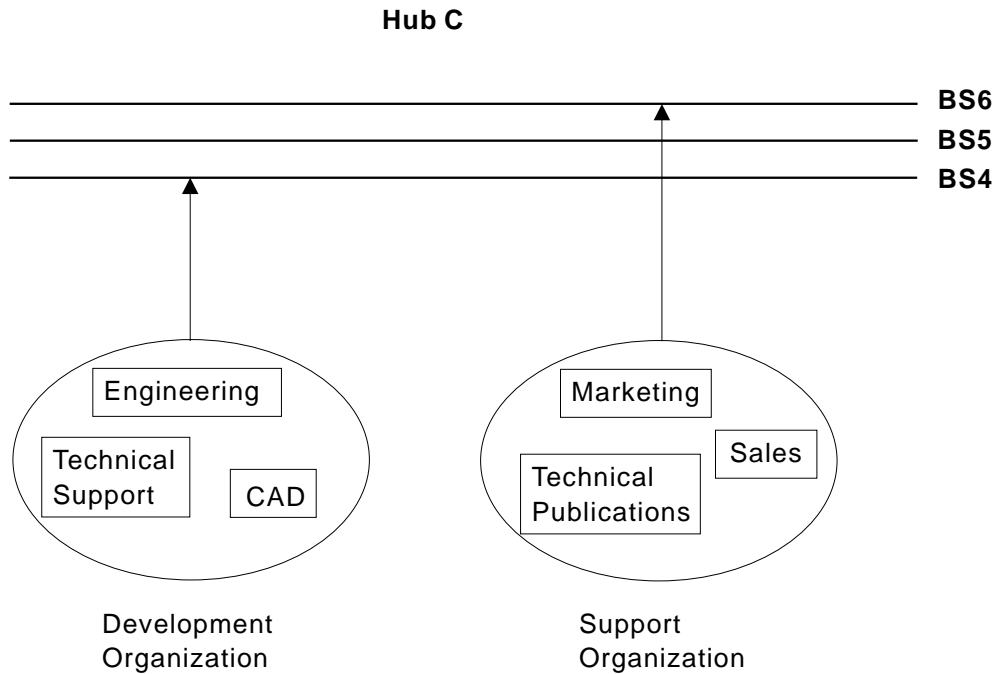 Hub C
BS6
BS5
BS4
Engineering
Technical
Support
CAD
Marketing
Sales
Technical
Publications
Development
Organization
Support
Organization